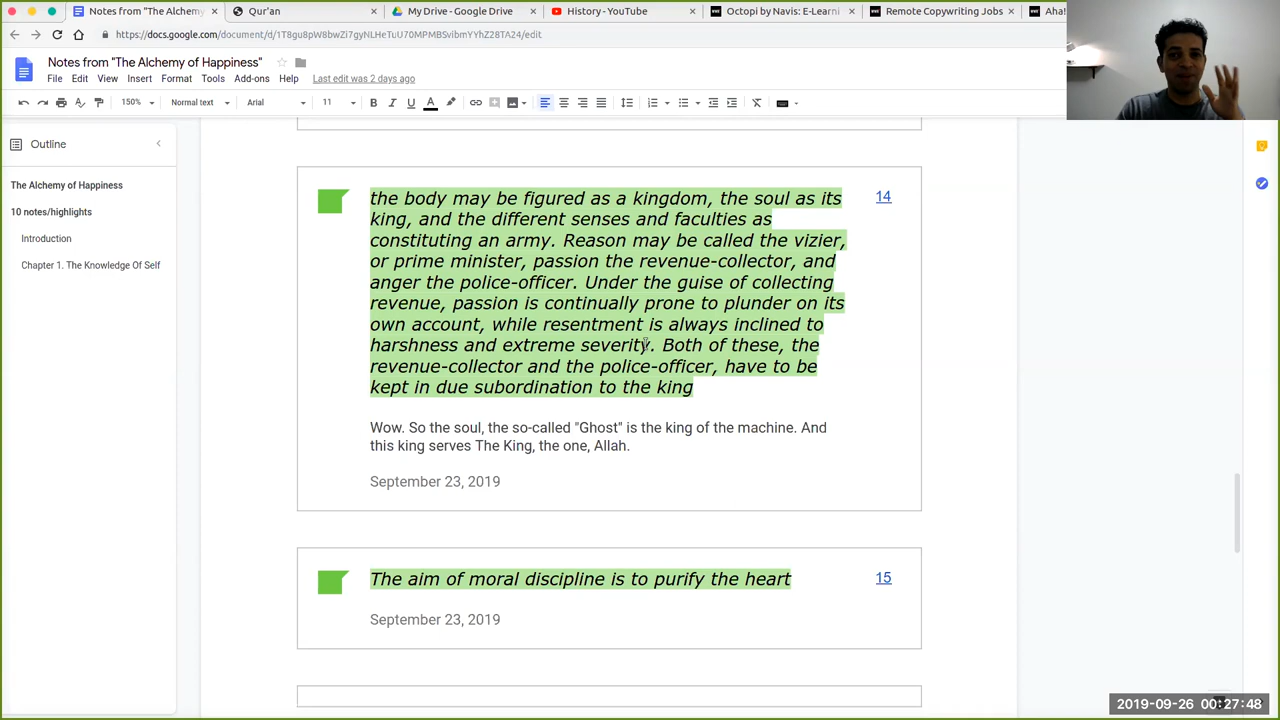 Notes from "The Alchemy
Qur'an
My Drive - Google Drive
History - YouTube
Octopi by Navis: E-Learni
Remote Copywriting Jobs
Aha!
https://docs.google.com/document/d/1T8gu8pW8bwZi7gyNLHeTuU70MPMBSvibmYYhZ28TA24/edit
Notes from "The Alchemy of Happiness"
File Edit View Insert Format Tools Add-ons Help Last edit was 2 days ago
150% Normal text Arial 11 B I U A
Outline
The Alchemy of Happiness
10 notes/highlights
Introduction
Chapter 1. The Knowledge Of Self
the body may be figured as a kingdom, the soul as its 14
king, and the different senses and faculties as
constituting an army. Reason may be called the vizier,
or prime minister, passion the revenue-collector, and
anger the police-officer. Under the guise of collecting
revenue, passion is continually prone to plunder on its
own account, while resentment is always inclined to
harshness and extreme severity. Both of these, the
revenue-collector and the police-officer, have to be
kept in due subordination to the king
Wow. So the soul, the so-called "Ghost" is the king of the machine. And
this king serves The King, the one, Allah.
September 23, 2019
The aim of moral discipline is to purify the heart 15
September 23, 2019
2019-09-26 00:27:48